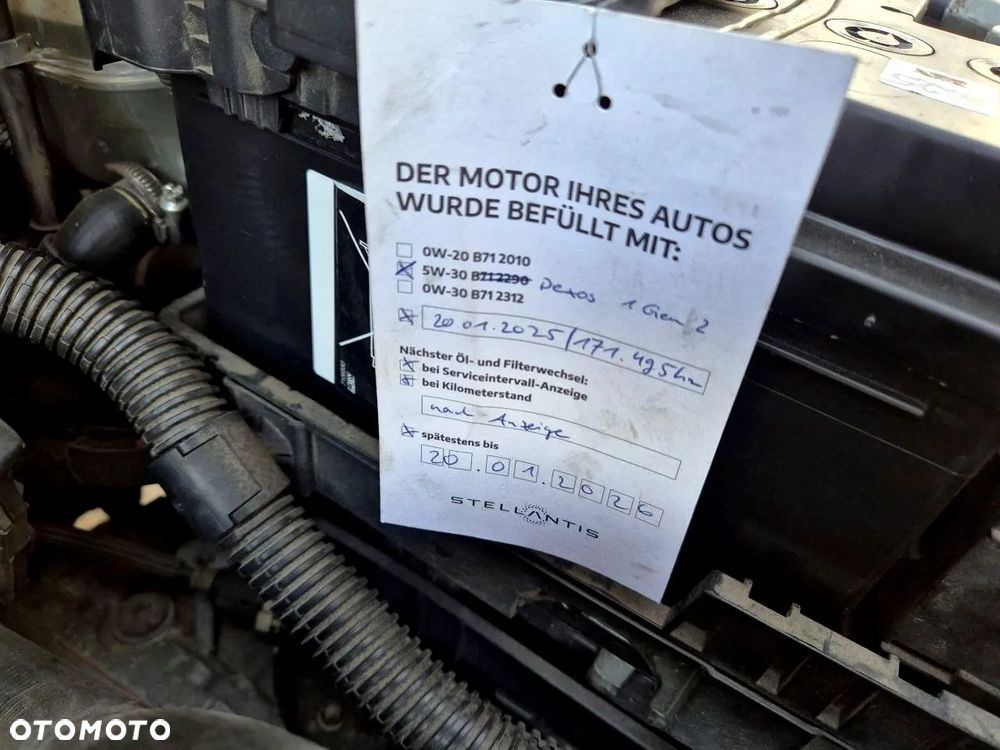 DER MOTOR IHRES AUTOS
WURDE BEFÜLLT MIT:
0W-20 B71 2010
5W-30 B71 2290 Dexos 1 Gen 2
0W-30 B71 2312
20.01.2025/171.495km
Nächster Öl- und Filterwechsel:
bei Serviceintervall-Anzeige
bei Kilometerstand
nach Anzeige
spätestens bis
20.01.2026
STELLANTIS
OTOMOTO